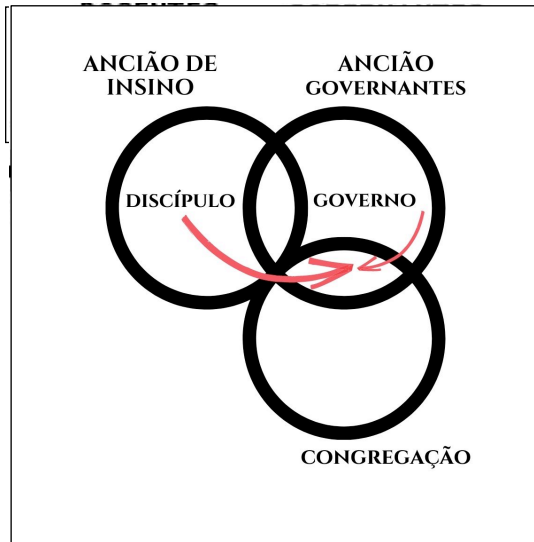 ANCIÃO DE
INSINO
ANCIÃO
GOVERNANTES
DISCÍPULO
GOVERNO
CONGREGAÇÃO